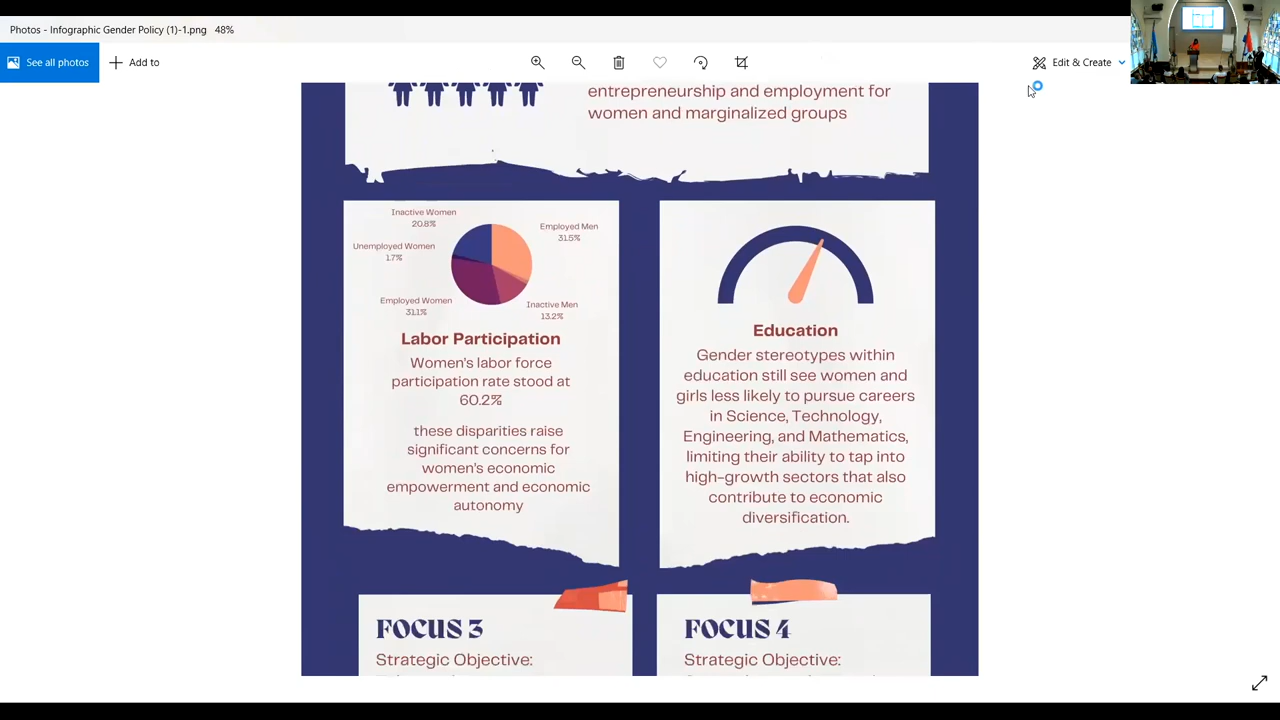 Photos - Infographic Gender Policy (1)-1.png 48%
See all photos
Add to
Edit & Create
entrepreneurship and employment for
women and marginalized groups
Inactive Women
20.8%
Employed Men
31.5%
Unemployed Women
1.7%
Employed Women
31.1%
Inactive Men
13.2%
Labor Participation
Women's labor force
participation rate stood at
60.2%
these disparities raise
significant concerns for
women's economic
empowerment and economic
autonomy
Education
Gender stereotypes within
education still see women and
girls less likely to pursue careers
in Science, Technology,
Engineering, and Mathematics,
limiting their ability to tap into
high-growth sectors that also
contribute to economic
diversification.
FOCUS 3
Strategic Objective:
FOCUS 4
Strategic Objective: